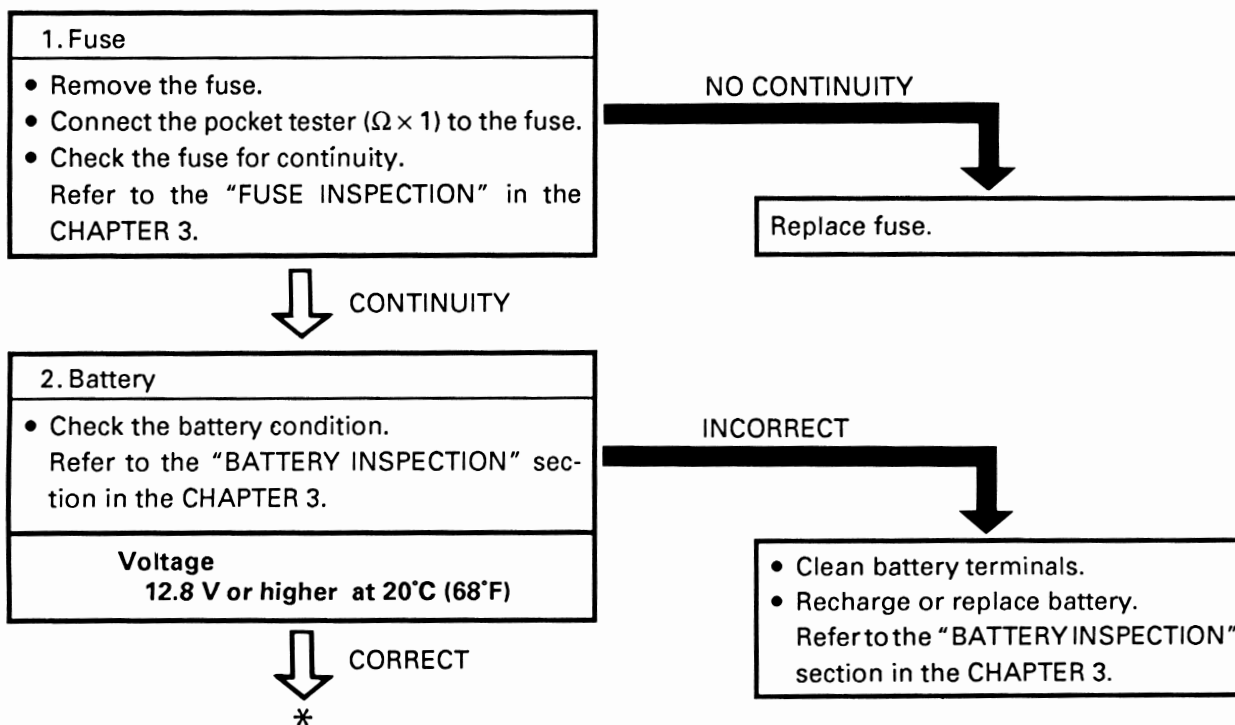 1. Fuse
• Remove the fuse.
• Connect the pocket tester (Ω × 1) to the fuse.
• Check the fuse for continuity.
Refer to the “FUSE INSPECTION” in the
CHAPTER 3.
NO CONTINUITY
Replace fuse.
CONTINUITY
2. Battery
• Check the battery condition.
Refer to the “BATTERY INSPECTION” sec-
tion in the CHAPTER 3.
Voltage
12.8 V or higher at 20°C (68°F)
INCORRECT
• Clean battery terminals.
• Recharge or replace battery.
Refer to the “BATTERY INSPECTION”
section in the CHAPTER 3.
CORRECT
*